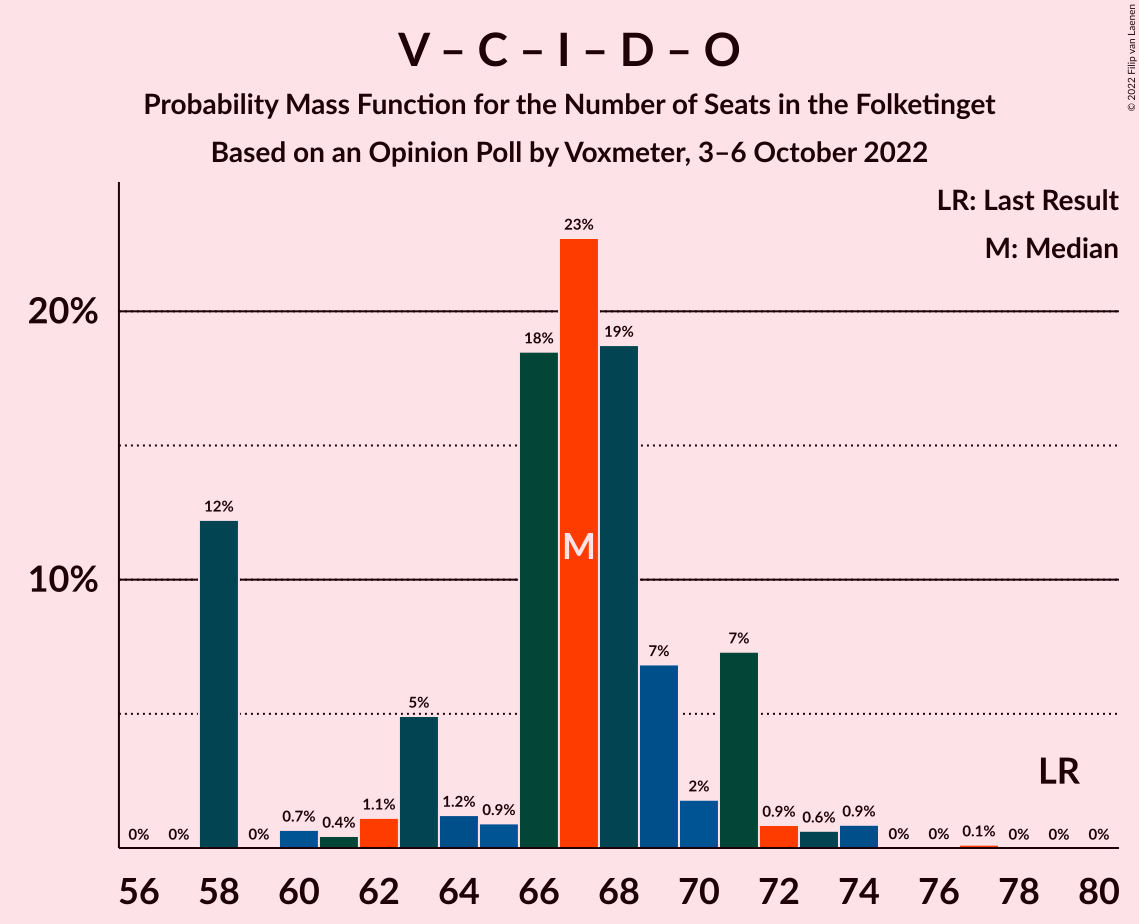 V – C – I – D – O
Probability Mass Function for the Number of Seats in the Folketinget
Based on an Opinion Poll by Voxmeter, 3–6 October 2022
© 2022 Filip van Laenen
LR: Last Result
M: Median
20%
10%
0% 0% 12% 0% 0.7% 0.4% 1.1% 5% 1.2% 0.9% 18% 23% 19% 7% 2% 7% 0.9% 0.6% 0.9% 0% 0% 0.1% 0% 0% 0%
M
LR
56 58 60 62 64 66 68 70 72 74 76 78 80